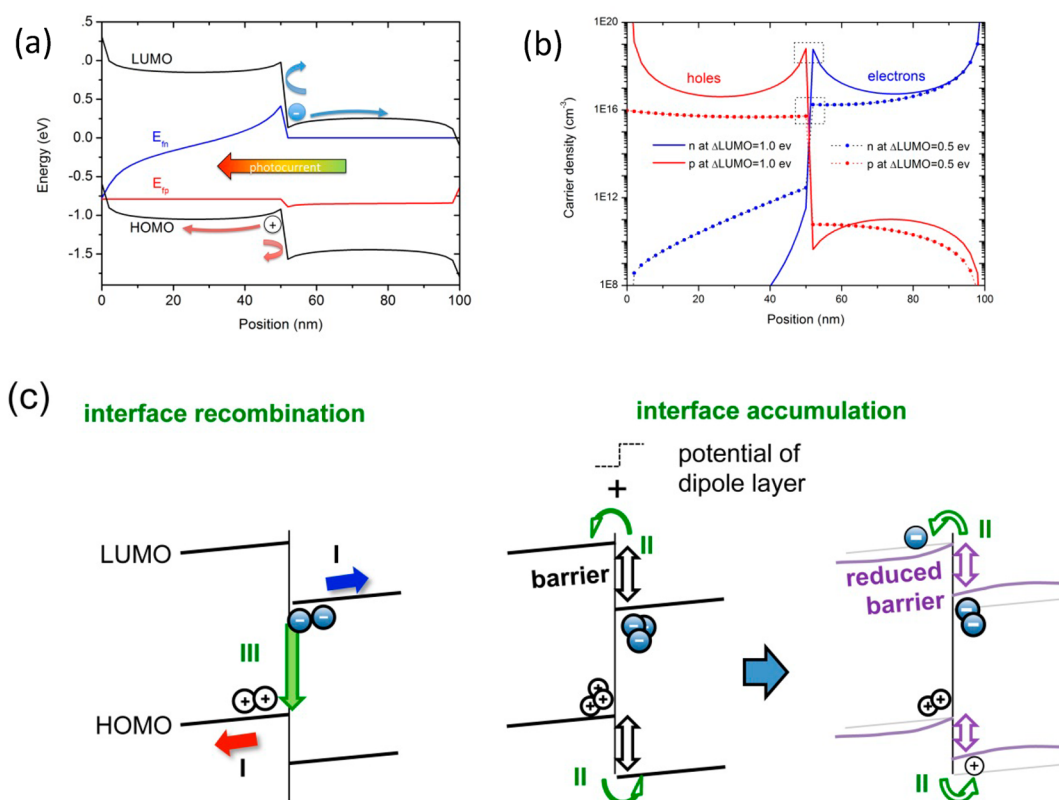 (a)
.5
.0
0.5
0.0
-0.5
-1.0
-1.5
Energy (eV)
LUMO
Efn
photocurrent
Efp
HOMO
0 20 40 60 80 100
Position (nm)
(b)
1E20
1E16
1E12
1E8
Carrier density (cm-3)
holes
electrons
n at ΔLUMO=1.0 ev
n at ΔLUMO=0.5 ev
p at ΔLUMO=1.0 ev
p at ΔLUMO=0.5 ev
0 20 40 60 80 100
Position (nm)
(c)
interface recombination
interface accumulation
potential of
dipole layer
+
LUMO
I
III
HOMO
I
II
barrier
II
II
reduced
barrier
II